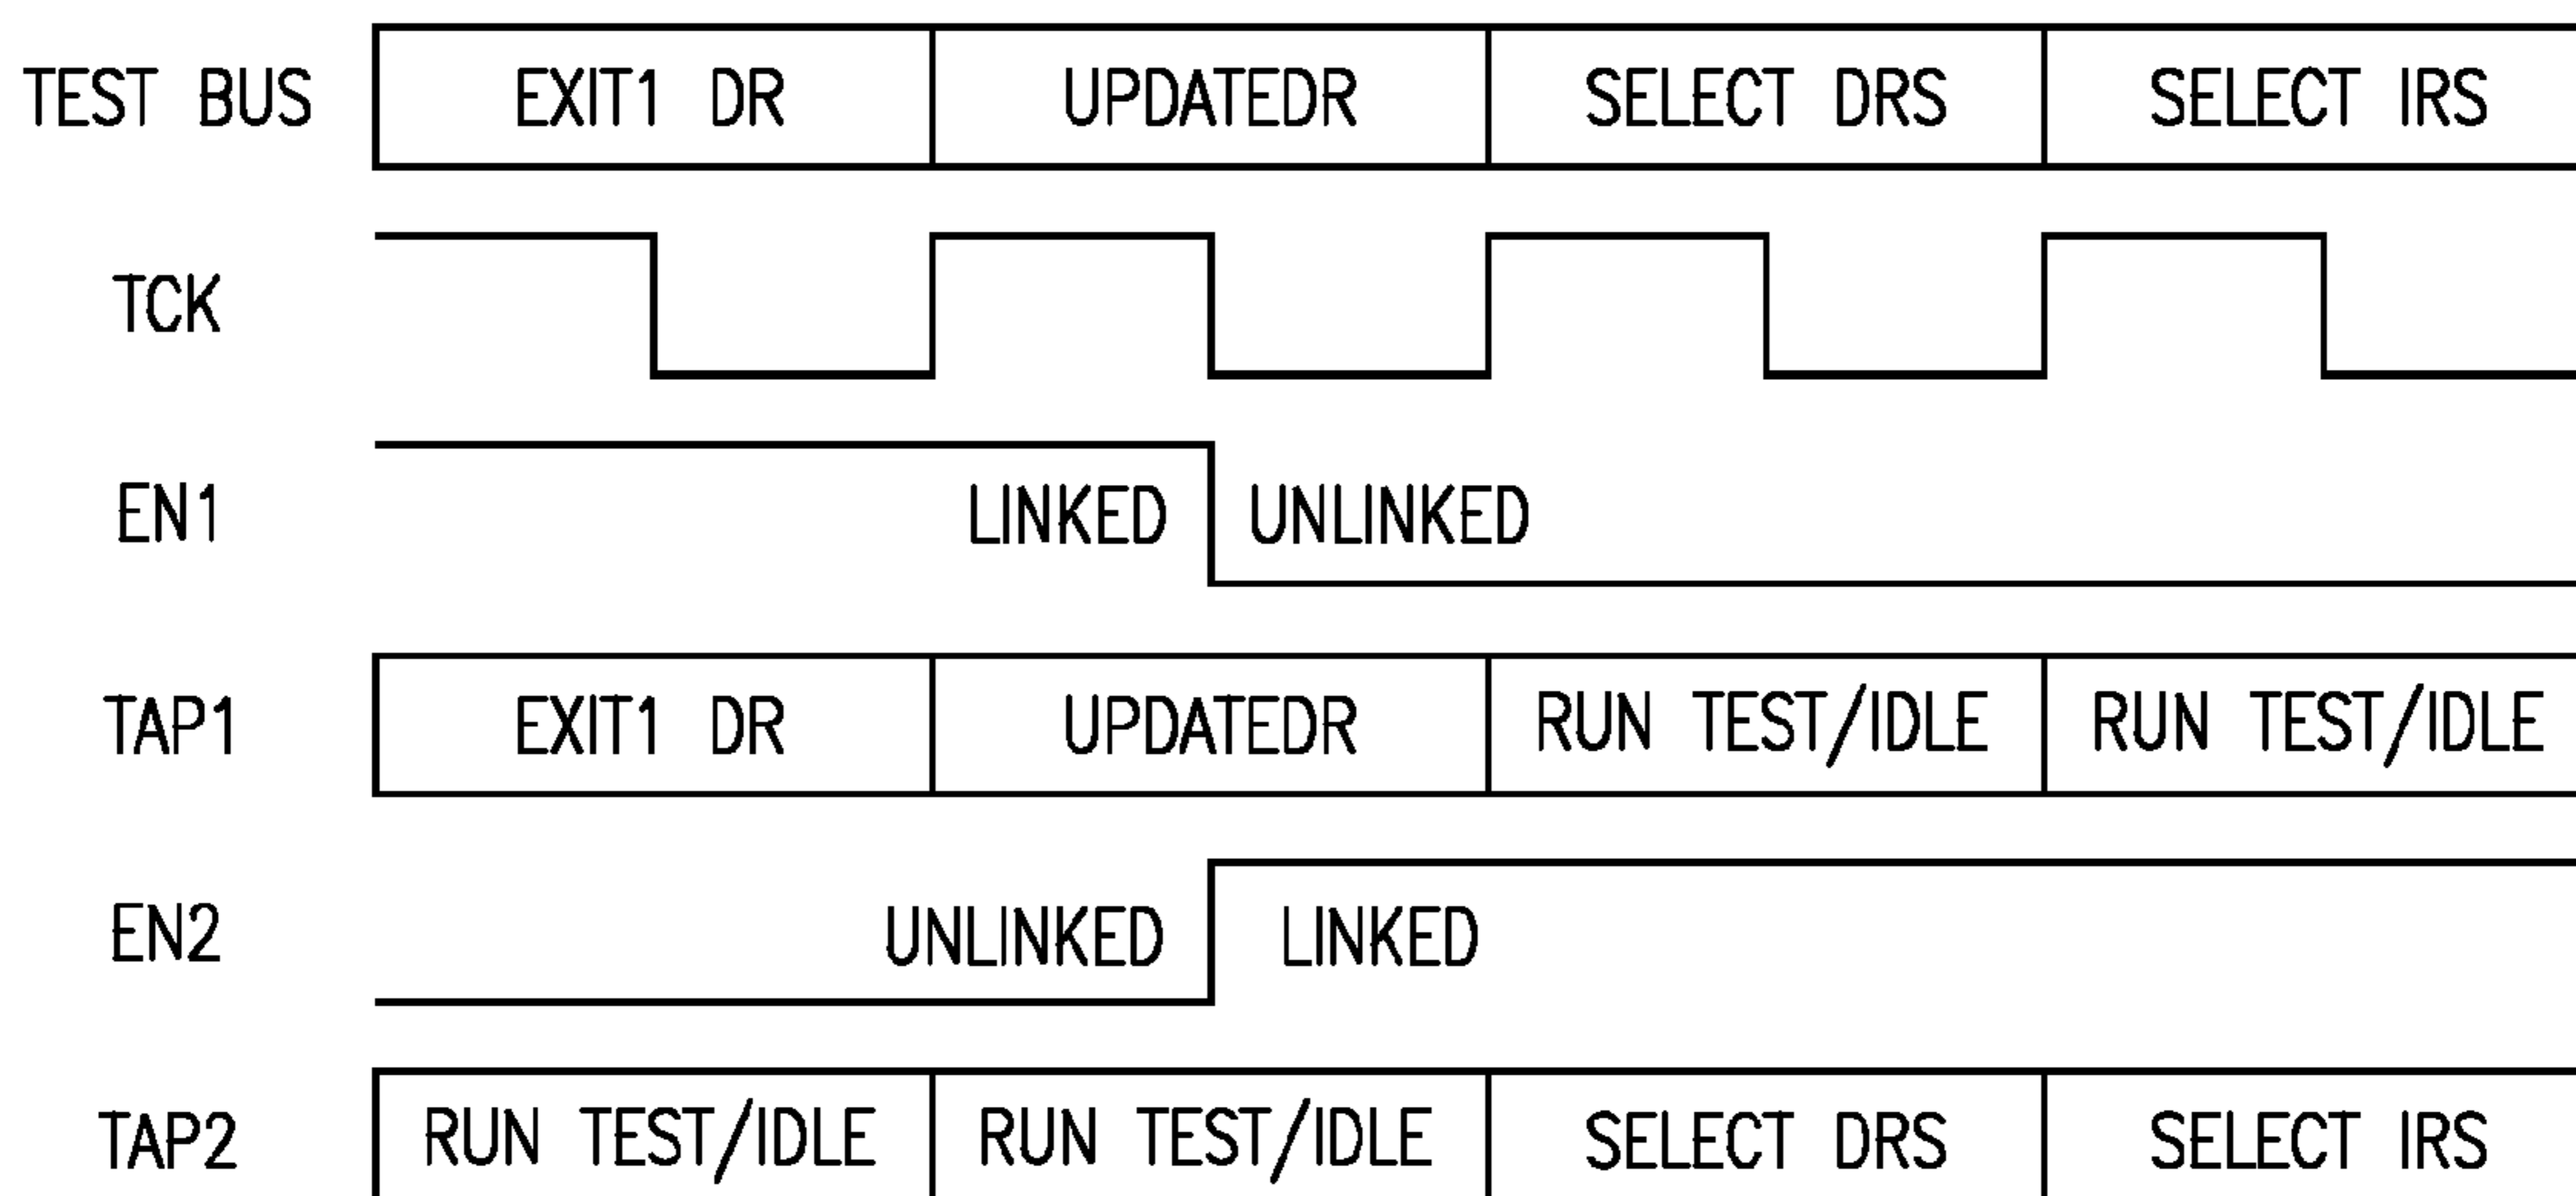 TEST BUS EXIT1 DR UPDATEDR SELECT DRS SELECT IRS
TCK
EN1 LINKED UNLINKED
TAP1 EXIT1 DR UPDATEDR RUN TEST/IDLE RUN TEST/IDLE
EN2 UNLINKED LINKED
TAP2 RUN TEST/IDLE RUN TEST/IDLE SELECT DRS SELECT IRS